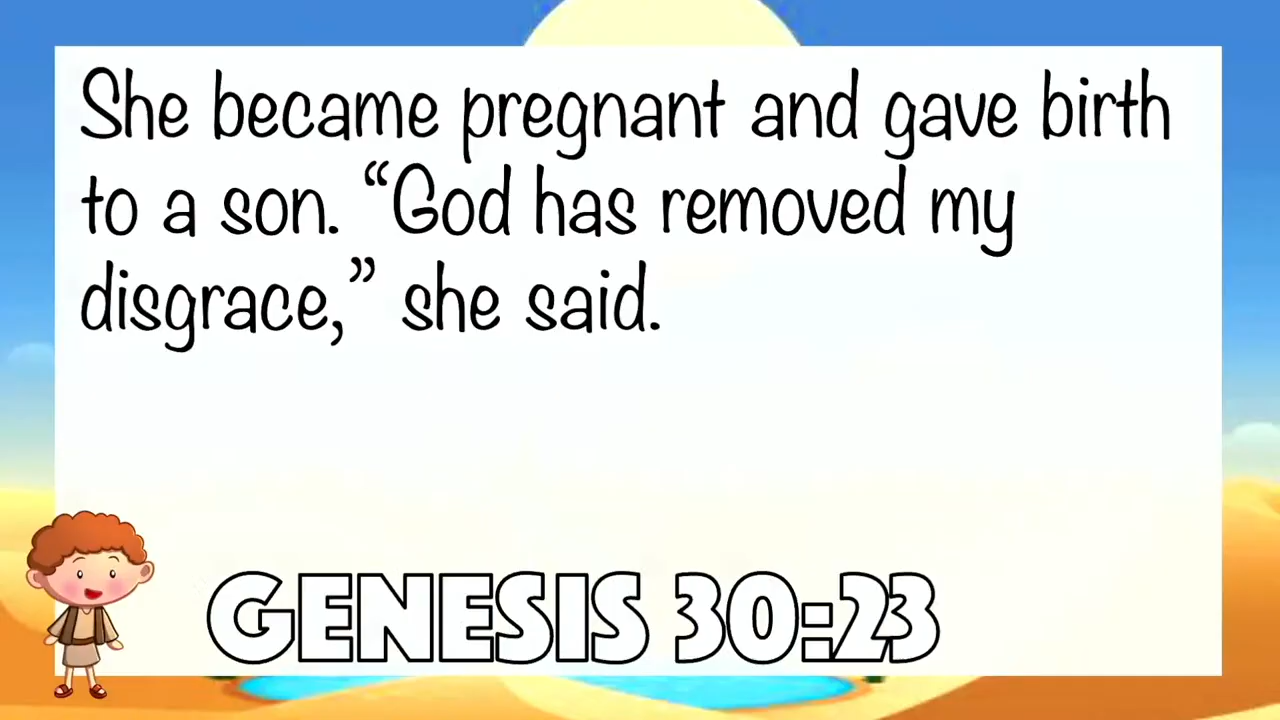 She became pregnant and gave birth
to a son. “God has removed my
disgrace,” she said.
GENESIS 30:23